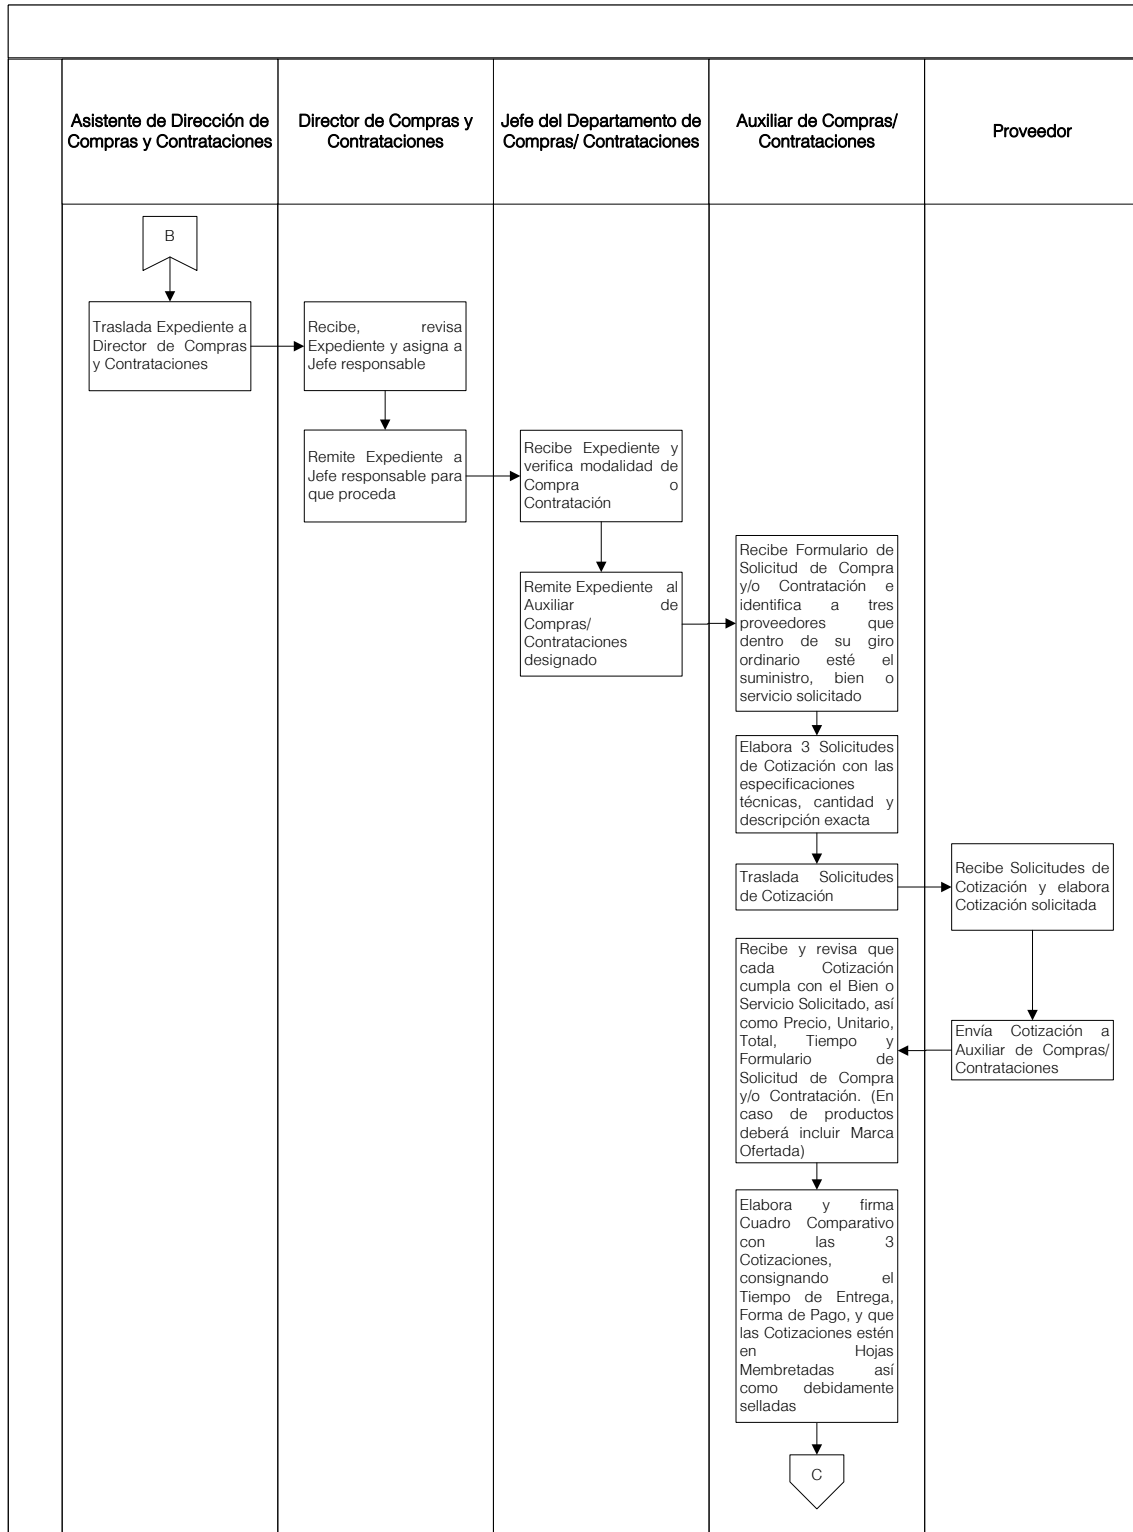 Asistente de Dirección de
Compras y Contrataciones
Director de Compras y
Contrataciones
Jefe del Departamento de
Compras/ Contrataciones
Auxiliar de Compras/
Contrataciones
Proveedor
B
Traslada Expediente a
Director de Compras
y Contrataciones
Recibe, revisa
Expediente y asigna a
Jefe responsable
Remite Expediente a
Jefe responsable para
que proceda
Recibe Expediente y
verifica modalidad de
Compra o
Contratación
Remite Expediente al
Auxiliar de
Compras/
Contrataciones
designado
Recibe Formulario de
Solicitud de Compra
y/o Contratación e
identifica a tres
proveedores que
dentro de su giro
ordinario esté el
suministro, bien o
servicio solicitado
Elabora 3 Solicitudes
de Cotización con las
especificaciones
técnicas, cantidad y
descripción exacta
Traslada Solicitudes
de Cotización
Recibe Solicitudes de
Cotización y elabora
Cotización solicitada
Envía Cotización a
Auxiliar de Compras/
Contrataciones
Recibe y revisa que
cada Cotización
cumpla con el Bien o
Servicio Solicitado, así
como Precio, Unitario,
Total, Tiempo y
Formulario de
Solicitud de Compra
y/o Contratación. (En
caso de productos
deberá incluir Marca
Ofertada)
Elabora y firma
Cuadro Comparativo
con las 3
Cotizaciones,
consignando el
Tiempo de Entrega,
Forma de Pago, y que
las Cotizaciones estén
en Hojas
Membretadas así
como debidamente
selladas
C